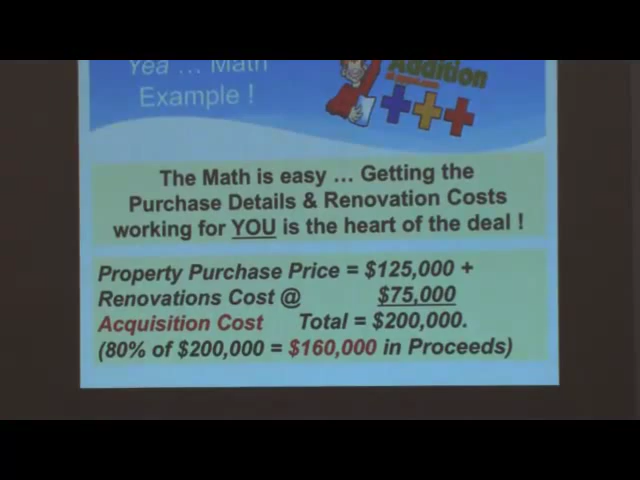 Yea ... Math
Example !
Addition
The Math is easy ... Getting the
Purchase Details & Renovation Costs
working for YOU is the heart of the deal !
Property Purchase Price = $125,000 +
Renovations Cost @ $75,000
Acquisition Cost Total = $200,000.
(80% of $200,000 = $160,000 in Proceeds)